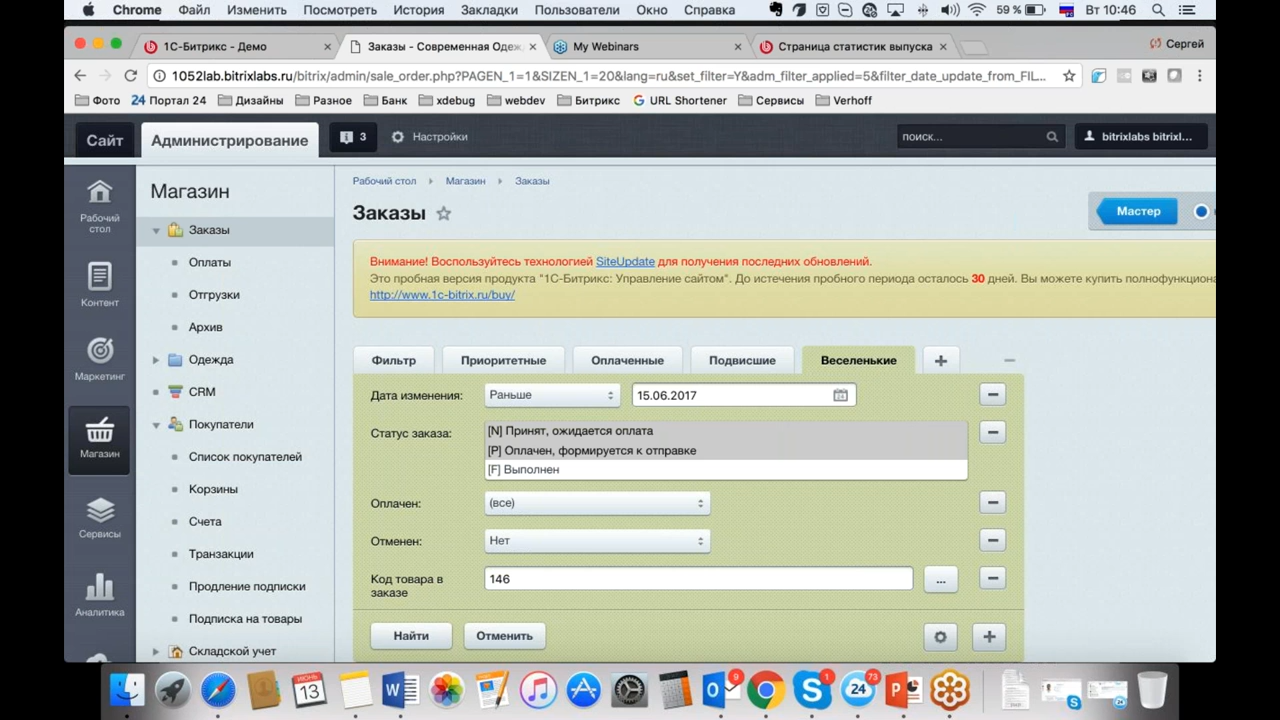 Chrome Файл Изменить Посмотреть История Закладки Пользователи Окно Справка 59 % Вт 10:46
1С-Битрикс - Демо × Заказы - Современная Одеж × My Webinars × Страница статистик выпуска × Сергей
1052lab.bitrixlabs.ru/bitrix/admin/sale_order.php?PAGEN_1=1&SIZEN_1=20&lang=ru&set_filter=Y&adm_filter_applied=5&filter_date_update_from_FIL...
Фото 24 Портал 24 Дизайны Разное Банк xdebug webdev Битрикс URL Shortener Сервисы Verhoff
Сайт Администрирование 3 Настройки поиск... bitrixlabs bitrixl...
Рабочий стол
Контент
Маркетинг
Магазин
Сервисы
Аналитика
Магазин
Заказы
Оплаты
Отгрузки
Архив
Одежда
CRM
Покупатели
Список покупателей
Корзины
Счета
Транзакции
Продление подписки
Подписка на товары
Складской учет
Рабочий стол Магазин Заказы
Заказы
Мастер
Внимание! Воспользуйтесь технологией SiteUpdate для получения последних обновлений.
Это пробная версия продукта "1С-Битрикс: Управление сайтом". До истечения пробного периода осталось 30 дней. Вы можете купить полнофункциона
http://www.1c-bitrix.ru/buy/
Фильтр Приоритетные Оплаченные Подвисшие Веселенькие + −
Дата изменения: Раньше 15.06.2017
Статус заказа: [N] Принят, ожидается оплата
[P] Оплачен, формируется к отправке
[F] Выполнен
Оплачен: (все)
Отменен: Нет
Код товара в заказе 146 ...
Найти Отменить
ИЮНЬ 13 9 1 24 73